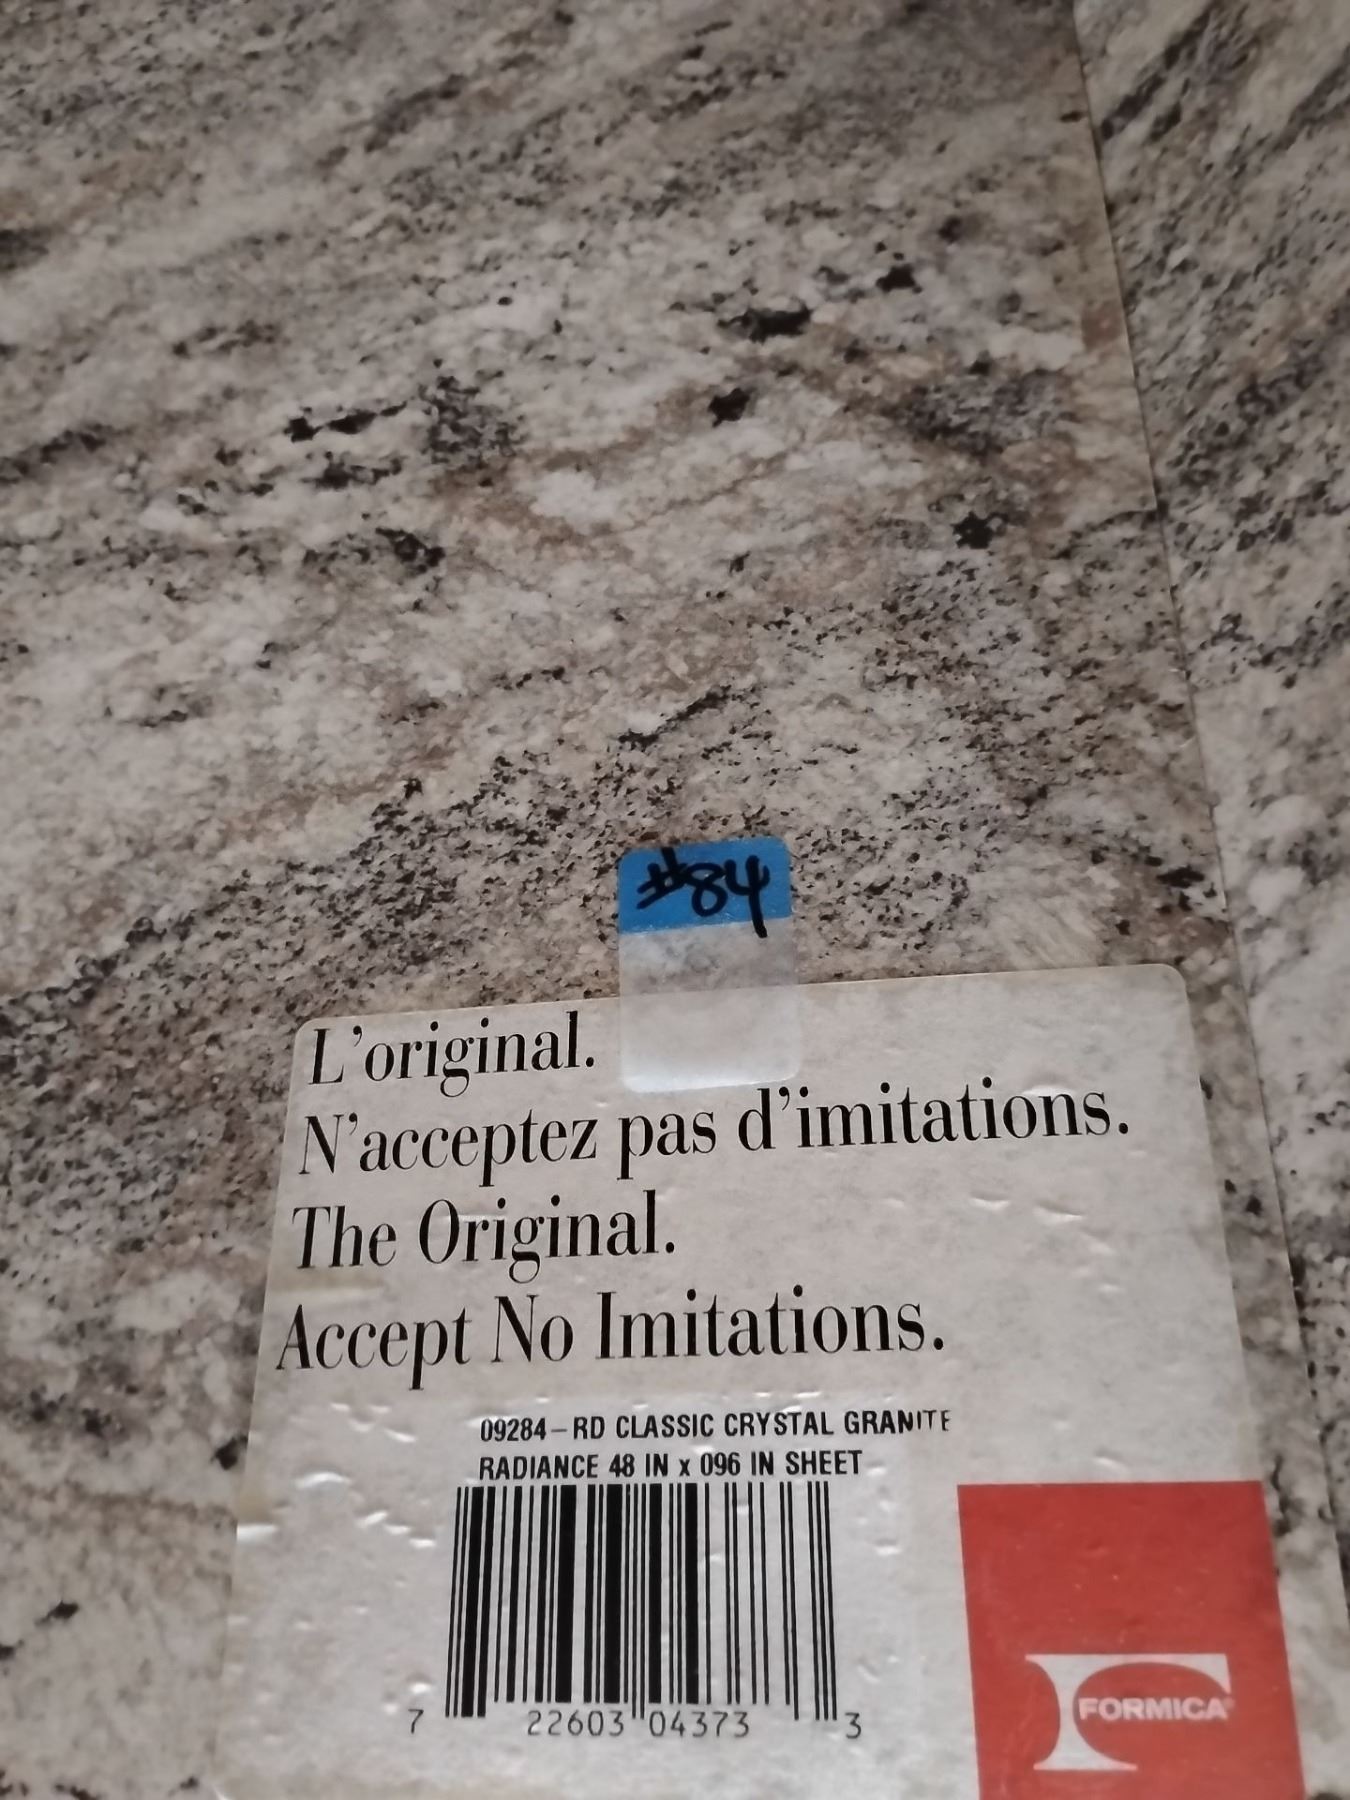 #84
L'original.
N'acceptez pas d'imitations.
The Original.
Accept No Imitations.
09284-RD CLASSIC CRYSTAL GRANITE
RADIANCE 48 IN x 096 IN SHEET
7 22603 04373 3
FORMICA®